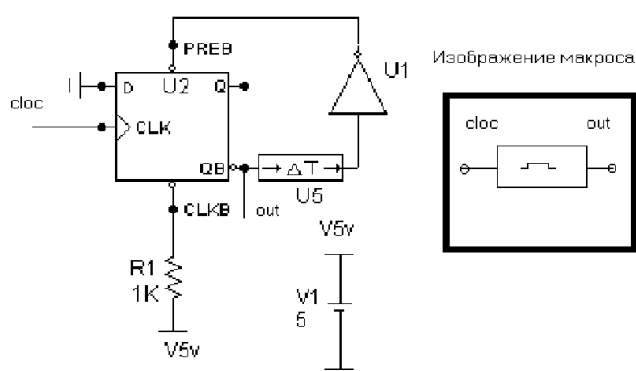 PREB
U1
Изображение макроса
D U2 Q
cloc
CLK
cloc out
QB
ΔT
U5
CLKB out
V5v
R1
1K
V1
5
V5v